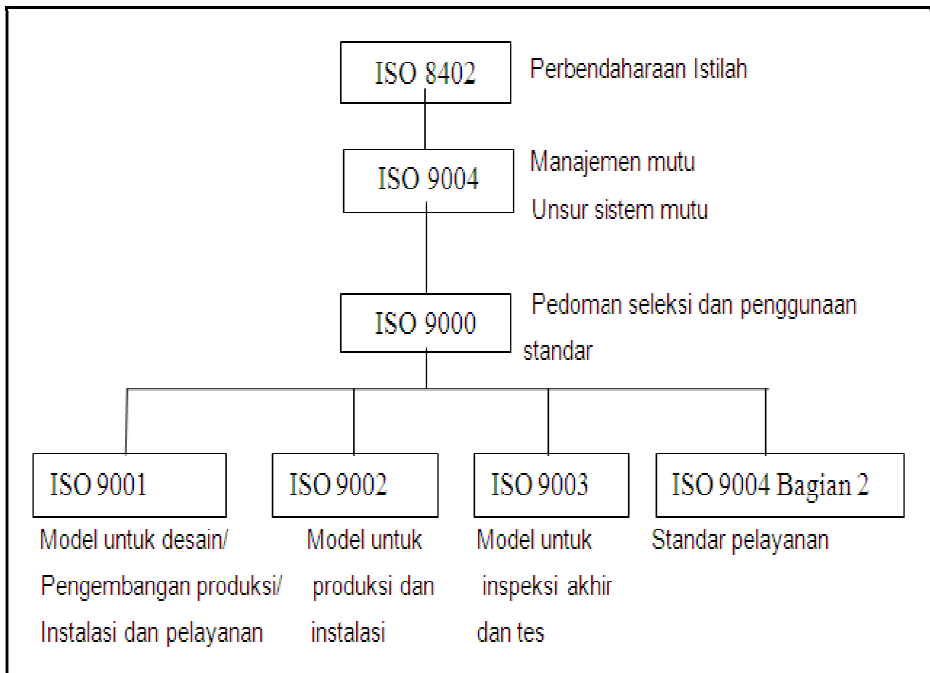 ISO 8402
Perbendaharaan Istilah
ISO 9004
Manajemen mutu
Unsur sistem mutu
ISO 9000
Pedoman seleksi dan penggunaan
standar
ISO 9001
Model untuk desain/
Pengembangan produksi/
Instalasi dan pelayanan
ISO 9002
Model untuk
produksi dan
instalasi
ISO 9003
Model untuk
inspeksi akhir
dan tes
ISO 9004 Bagian 2
Standar pelayanan